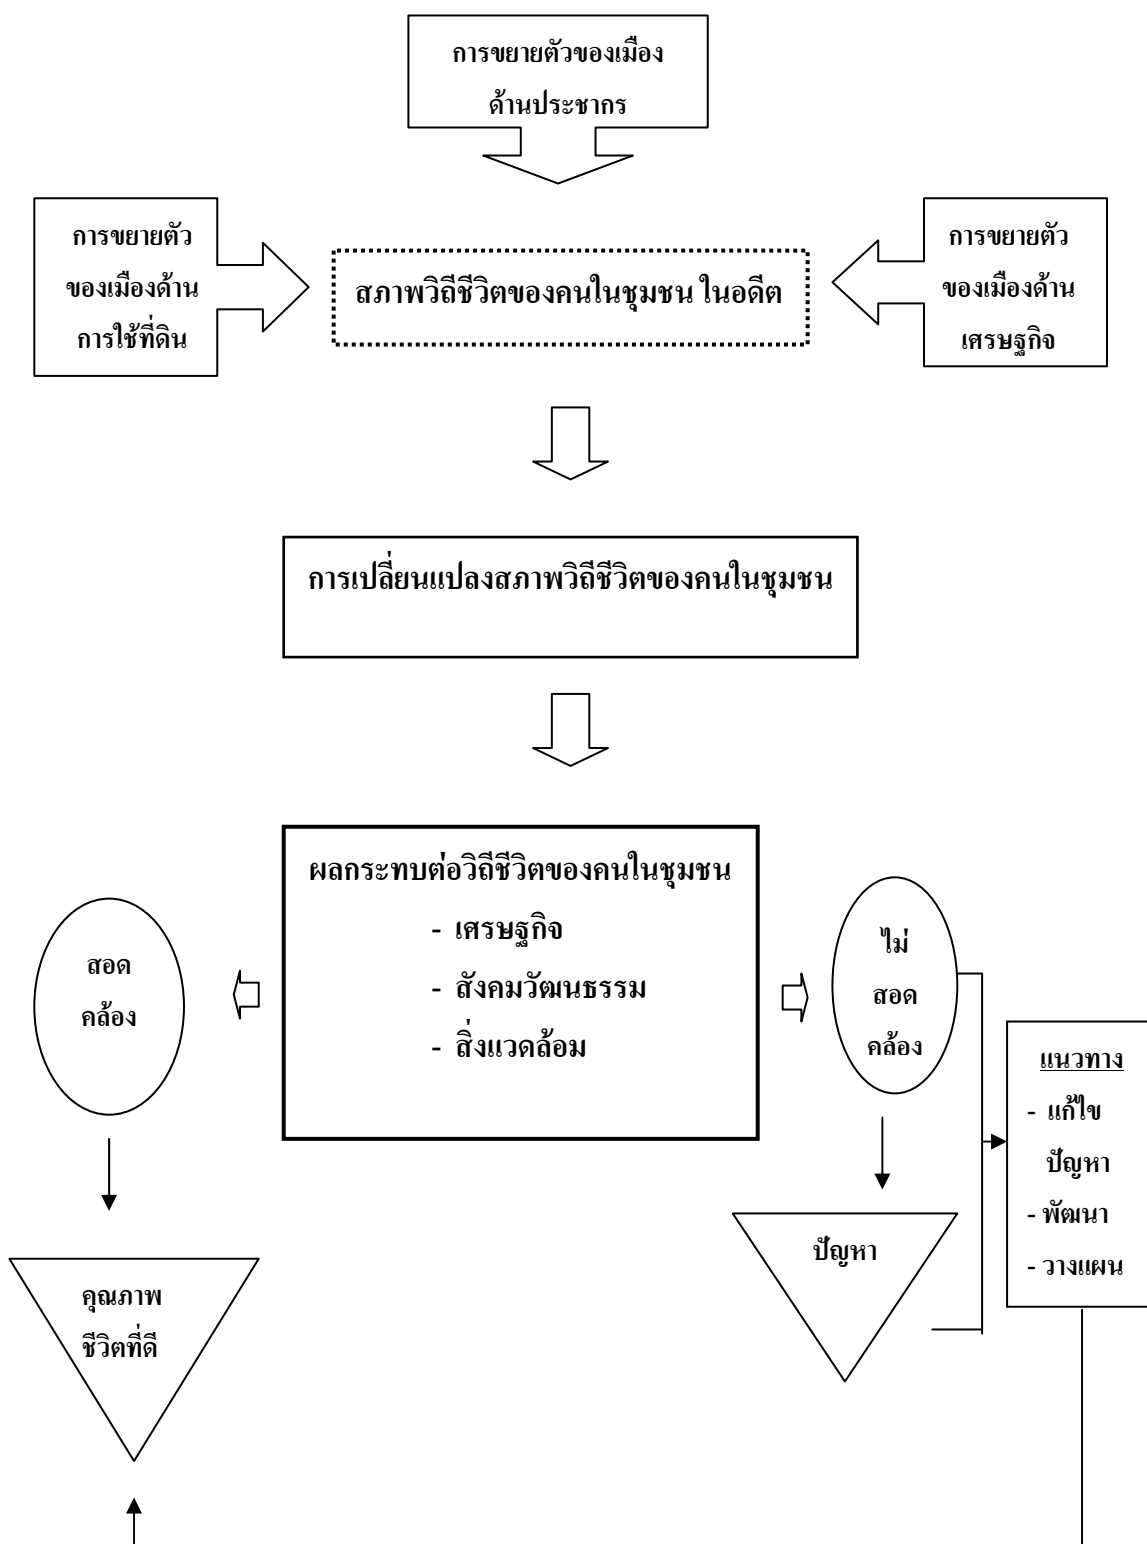 การขยายตัวของเมือง
ด้านประชากร
การขยายตัว
ของเมืองด้าน
การใช้ที่ดิน
สภาพวิถีชีวิตของคนในชุมชน ในอดีต
การขยายตัว
ของเมืองด้าน
เศรษฐกิจ
การเปลี่ยนแปลงสภาพวิถีชีวิตของคนในชุมชน
ผลกระทบต่อวิถีชีวิตของคนในชุมชน
- เศรษฐกิจ
- สังคมวัฒนธรรม
- สิ่งแวดล้อม
สอด
คล้อง
ไม่
สอด
คล้อง
แนวทาง
- แก้ไข
ปัญหา
- พัฒนา
- วางแผน
ปัญหา
คุณภาพ
ชีวิตที่ดี